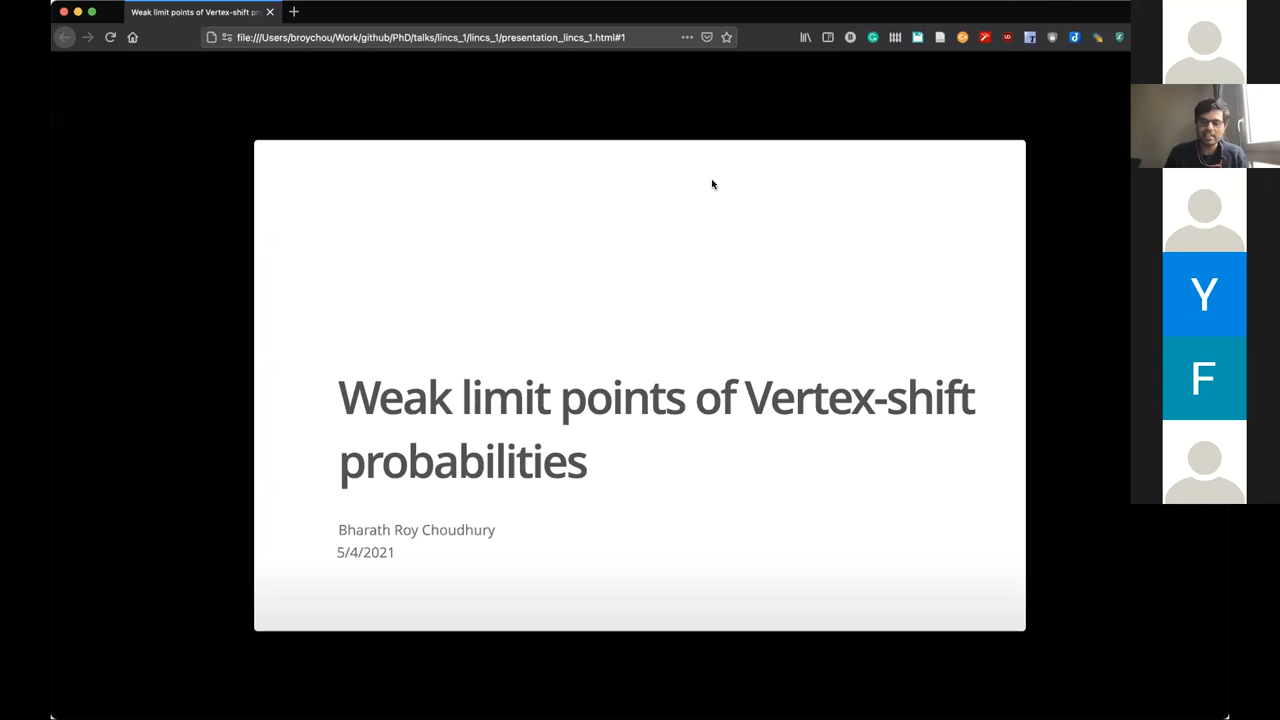 Weak limit points of Vertex-shift pr
file:///Users/broychou/Work/github/PhD/talks/lincs_1/lincs_1/presentation_lincs_1.html#1
Weak limit points of Vertex-shift
probabilities
Bharath Roy Choudhury
5/4/2021
Y
F